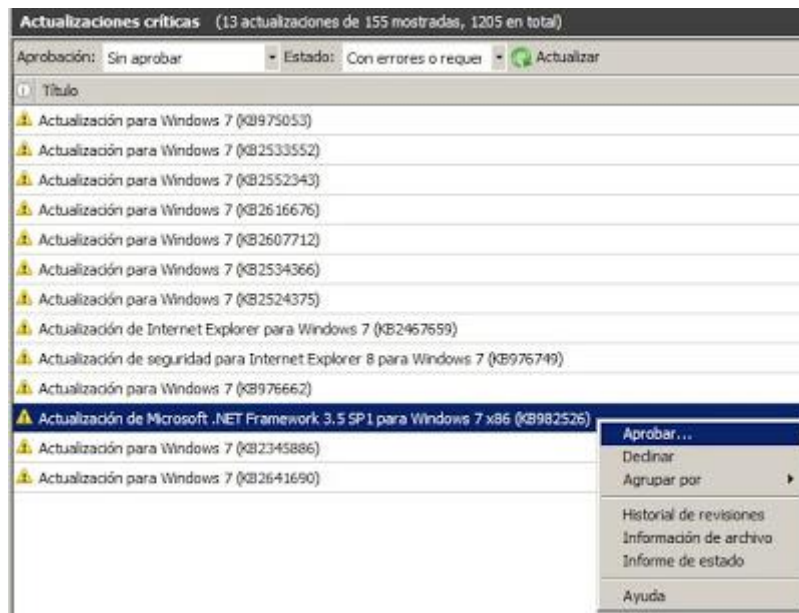 Actualizaciones críticas (13 actualizaciones de 155 mostradas, 1205 en total)
Aprobación: Sin aprobar Estado: Con errores o requer Actualizar
Título
Actualización para Windows 7 (KB975053)
Actualización para Windows 7 (KB2533552)
Actualización para Windows 7 (KB2552343)
Actualización para Windows 7 (KB2616676)
Actualización para Windows 7 (KB2607712)
Actualización para Windows 7 (KB2534366)
Actualización para Windows 7 (KB2524375)
Actualización de Internet Explorer para Windows 7 (KB2467659)
Actualización de seguridad para Internet Explorer 8 para Windows 7 (KB976749)
Actualización para Windows 7 (KB976662)
Actualización de Microsoft .NET Framework 3.5 SP1 para Windows 7 x86 (KB982526)
Actualización para Windows 7 (KB2345886)
Actualización para Windows 7 (KB2641690)
Aprobar...
Declinar
Agrupar por
Historial de revisiones
Información de archivo
Informe de estado
Ayuda